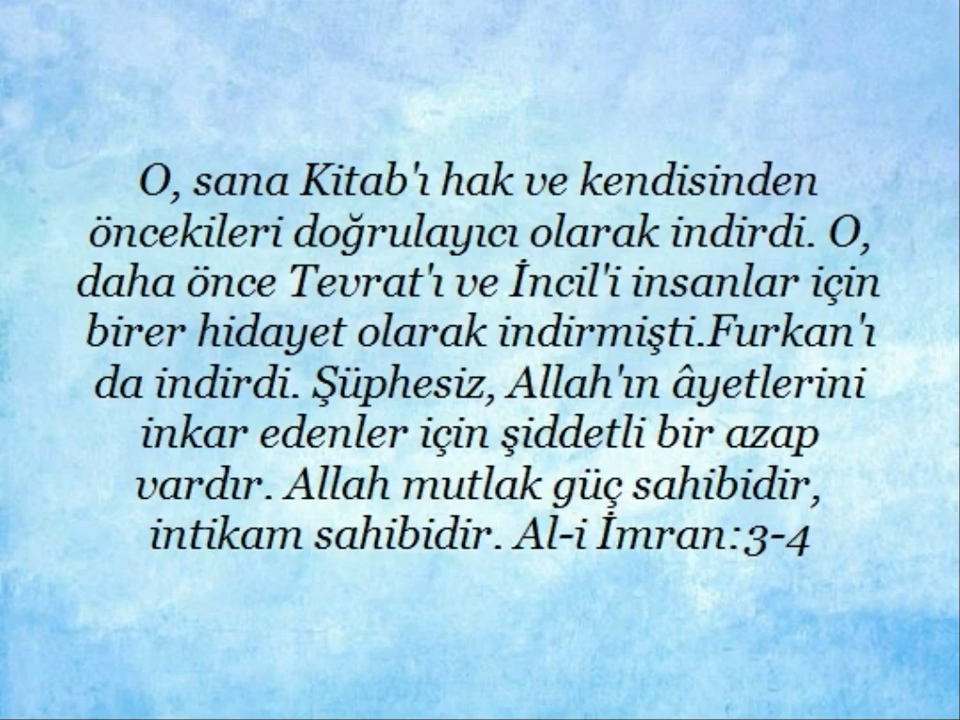 O, sana Kitab'ı hak ve kendisinden
öncekileri doğrulayıcı olarak indirdi. O,
daha önce Tevrat'ı ve İncil'i insanlar için
birer hidayet olarak indirmişti.Furkan'ı
da indirdi. Şüphesiz, Allah'ın âyetlerini
inkar edenler için şiddetli bir azap
vardır. Allah mutlak güç sahibidir,
intikam sahibidir. Al-i İmran:3-4